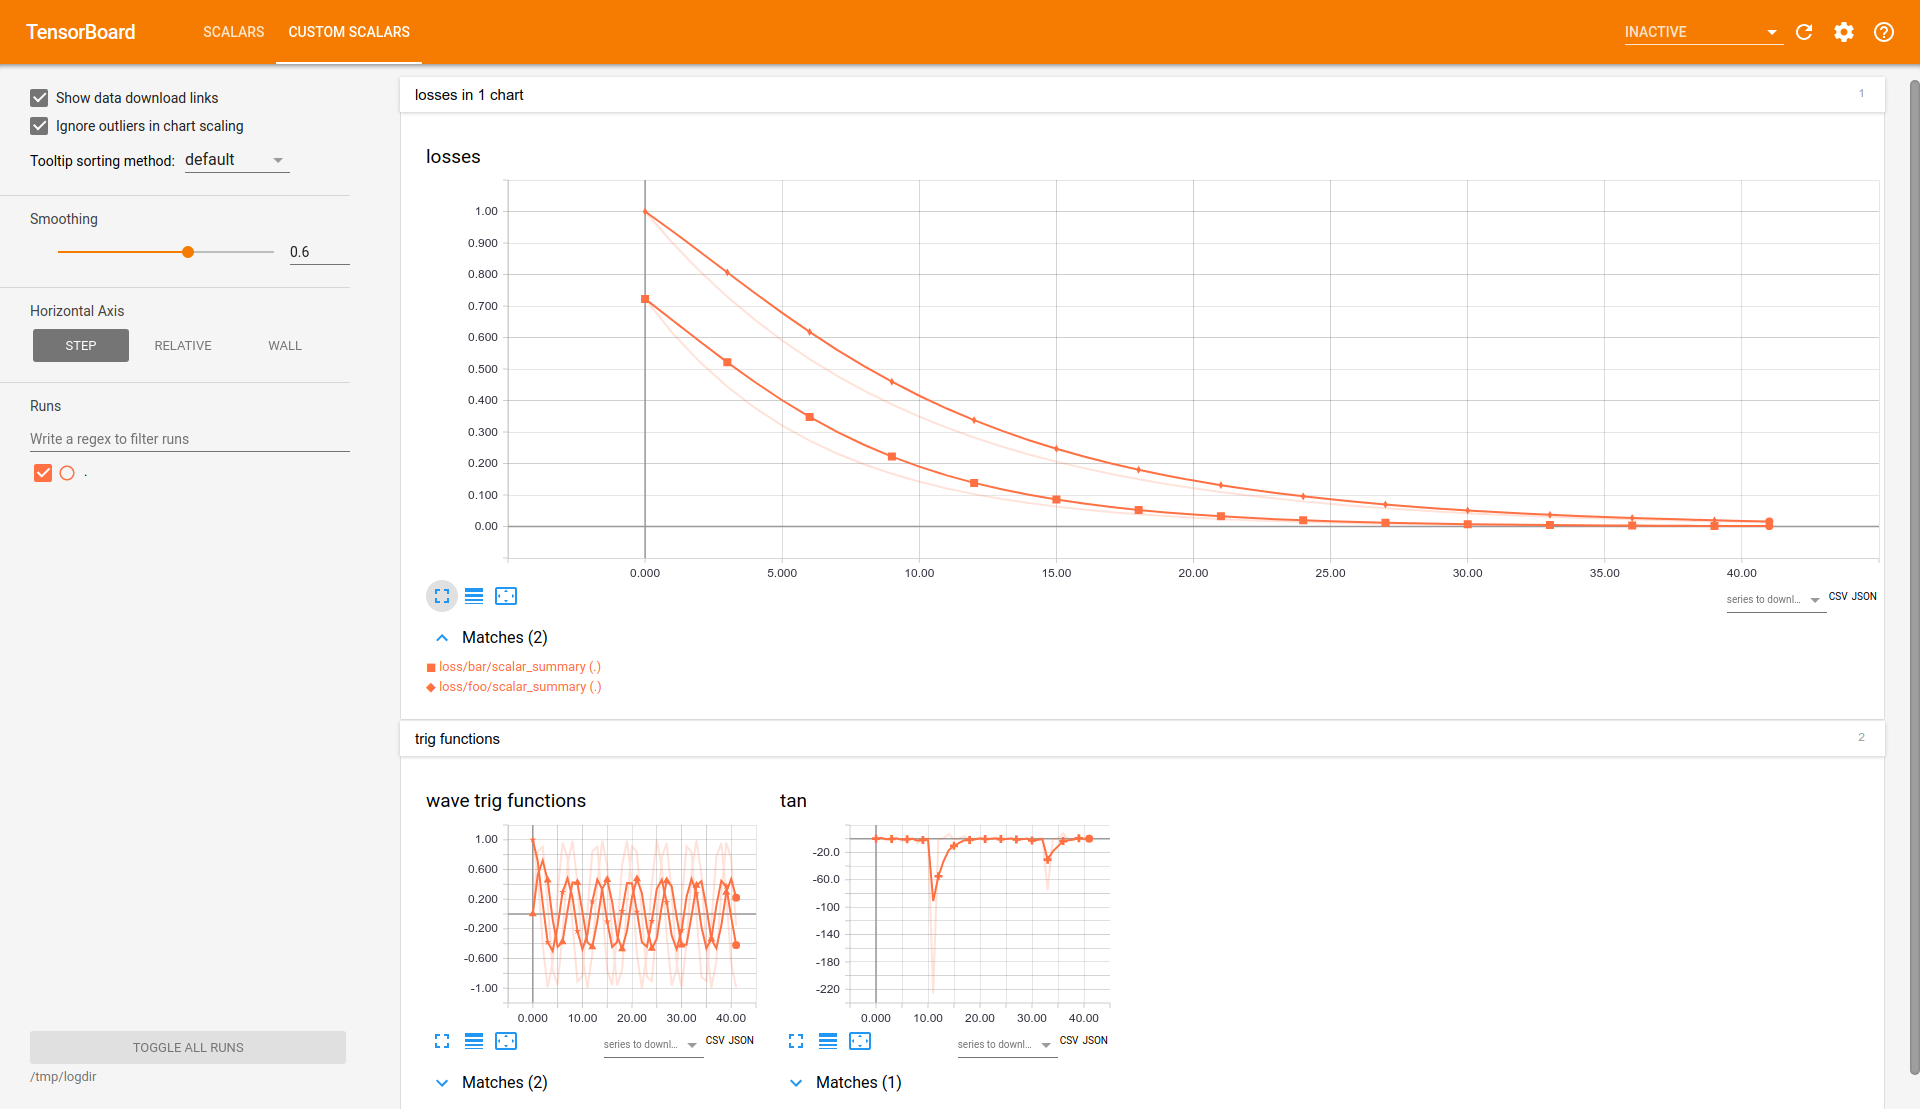 TensorBoard SCALARS CUSTOM SCALARS INACTIVE
Show data download links
Ignore outliers in chart scaling
Tooltip sorting method: default
Smoothing
0.6
Horizontal Axis
STEP RELATIVE WALL
Runs
Write a regex to filter runs
.
TOGGLE ALL RUNS
/tmp/logdir
losses in 1 chart 1
losses
1.00
0.900
0.800
0.700
0.600
0.500
0.400
0.300
0.200
0.100
0.00
0.000 5.000 10.00 15.00 20.00 25.00 30.00 35.00 40.00
series to downl... CSV JSON
Matches (2)
loss/bar/scalar_summary (.)
loss/foo/scalar_summary (.)
trig functions 2
wave trig functions
1.00
0.600
0.200
-0.200
-0.600
-1.00
0.000 10.00 20.00 30.00 40.00
series to downl... CSV JSON
Matches (2)
tan
-20.0
-60.0
-100
-140
-180
-220
0.000 10.00 20.00 30.00 40.00
series to downl... CSV JSON
Matches (1)